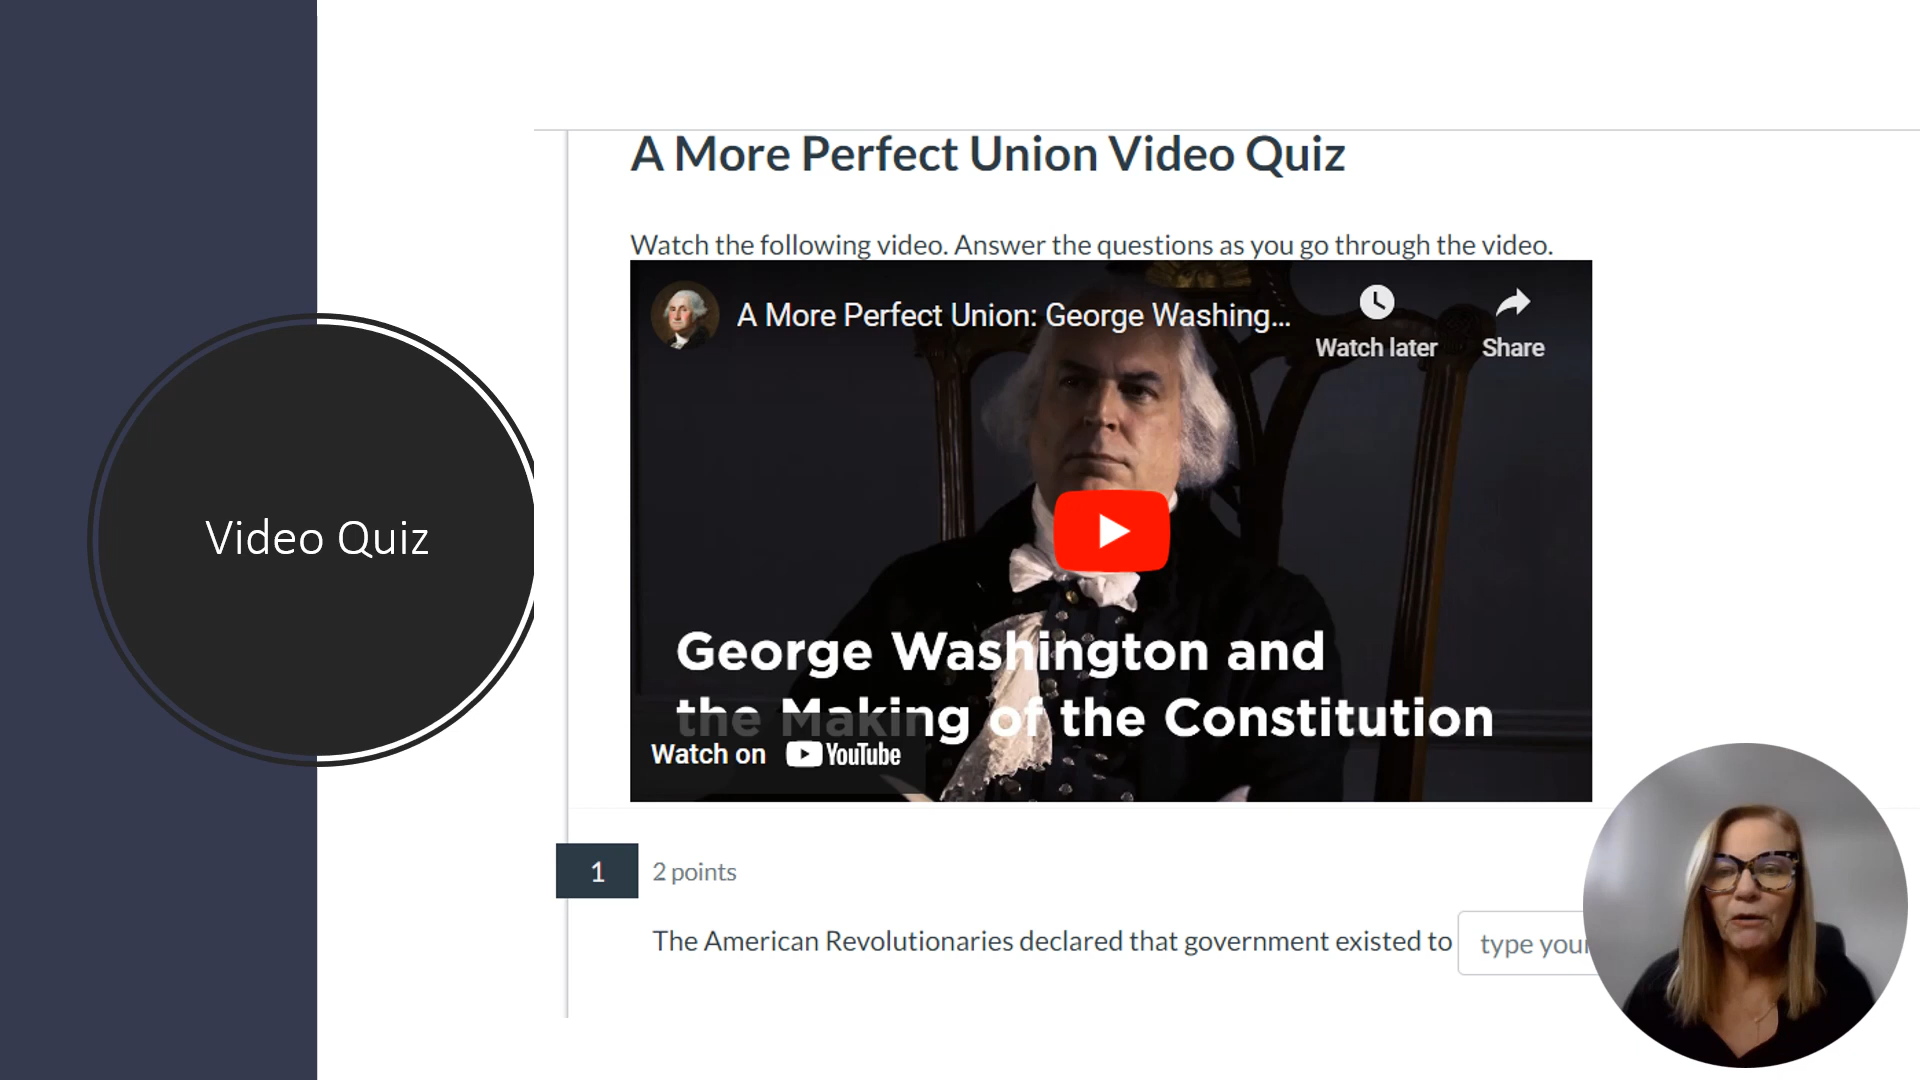 Video Quiz
A More Perfect Union Video Quiz
Watch the following video. Answer the questions as you go through the video.
A More Perfect Union: George Washing...
Watch later
Share
George Washington and
the Making of the Constitution
Watch on YouTube
1
2 points
The American Revolutionaries declared that government existed to
type your